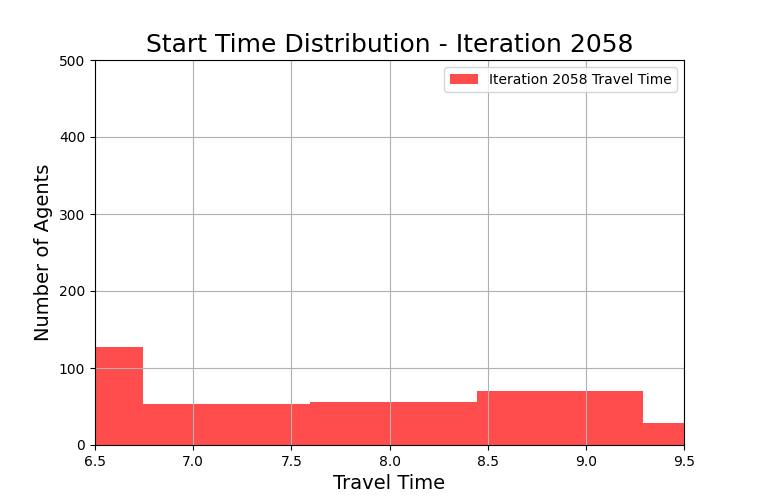 Start Time Distribution - Iteration 2058
Iteration 2058 Travel Time
Number of Agents
500
400
300
200
100
0
6.5 7.0 7.5 8.0 8.5 9.0 9.5
Travel Time